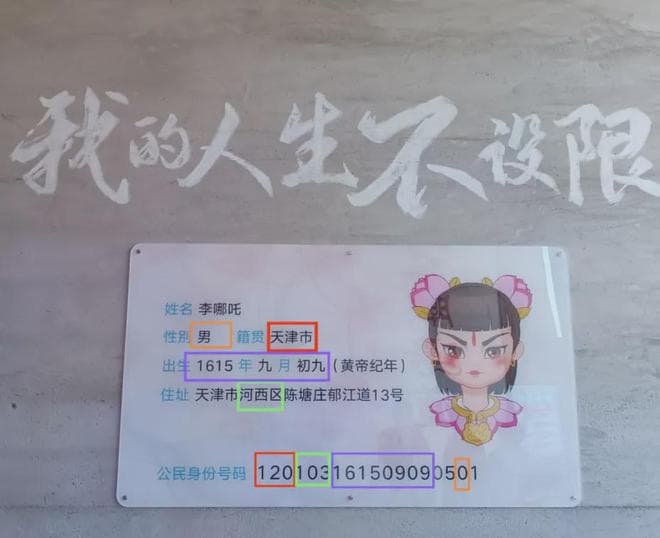 我的人生不设限
姓名 李哪吒
性别 男 籍贯 天津市
出生 1615 年 九 月 初九 (黄帝纪年)
住址 天津市河西区陈塘庄郁江道13号
公民身份号码 120103161509090501